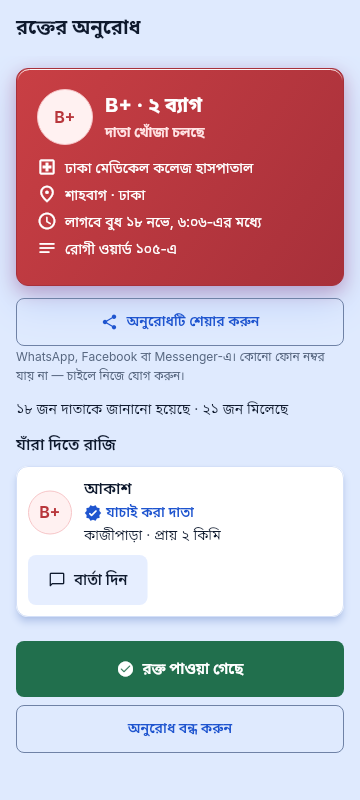 রক্তের অনুরোধ
B+
B+ · ২ ব্যাগ
দাতা খোঁজা চলছে
ঢাকা মেডিকেল কলেজ হাসপাতাল
শাহবাগ · ঢাকা
লাগবে বুধ ১৮ নভে, ৬:০৬-এর মধ্যে
রোগী ওয়ার্ড ১০৫-এ
অনুরোধটি শেয়ার করুন
WhatsApp, Facebook বা Messenger-এ। কোনো ফোন নম্বর
যায় না — চাইলে নিজে যোগ করুন।
১৮ জন দাতাকে জানানো হয়েছে · ২১ জন মিলেছে
যাঁরা দিতে রাজি
B+
আকাশ
যাচাই করা দাতা
কাজীপাড়া · প্রায় ২ কিমি
বার্তা দিন
রক্ত পাওয়া গেছে
অনুরোধ বন্ধ করুন